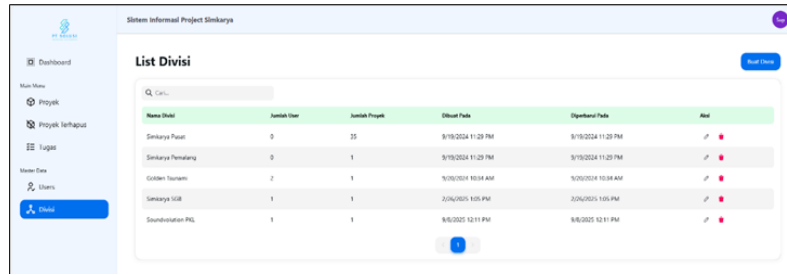 Sistem Informasi Project Simkarya
Dashboard
Main Menu
Proyek
Proyek Terhapus
Tugas
Master Data
Users
Divisi
List Divisi
Buat Divisi
Cari...
Nama Divisi Jumlah User Jumlah Proyek Dibuat Pada Diperbarui Pada Aksi
Simkarya Pusat 0 35 9/19/2024 11:29 PM 9/19/2024 11:29 PM
Simkarya Pemalang 0 1 9/19/2024 11:29 PM 9/19/2024 11:29 PM
Golden Tsunami 2 1 9/20/2024 10:34 AM 9/20/2024 10:34 AM
Simkarya SGB 1 1 2/26/2025 1:05 PM 2/26/2025 1:05 PM
Soundvolution PKL 1 1 9/8/2025 12:11 PM 9/8/2025 12:11 PM
1